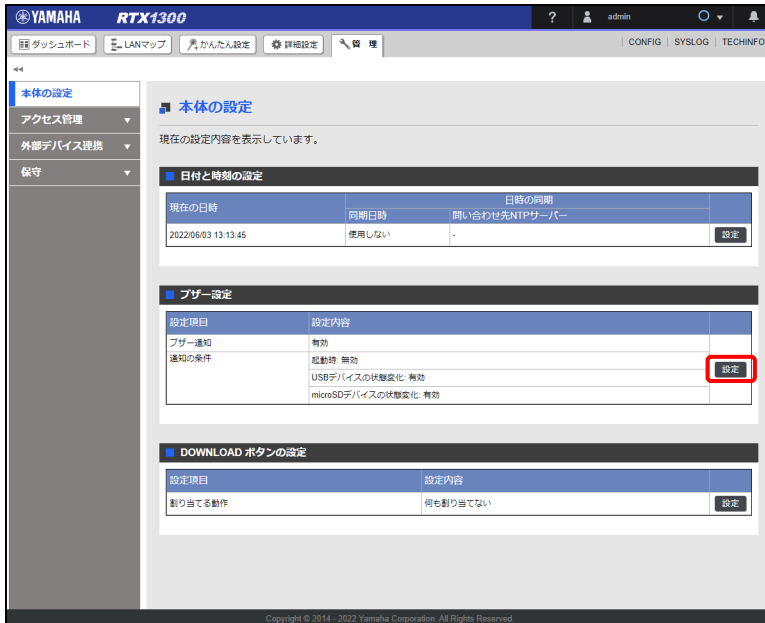 YAMAHA RTX1300 ? admin
ダッシュボード LANマップ かんたん設定 詳細設定 管理 CONFIG SYSLOG TECHINFO
本体の設定
アクセス管理
外部デバイス連携
保守
本体の設定
現在の設定内容を表示しています。
日付と時刻の設定
現在の日時 日時の同期
同期日時 問い合わせ先NTPサーバー
2022/06/03 13:13:45 使用しない - 設定
ブザー設定
設定項目 設定内容
ブザー通知 有効
通知の条件 起動時: 無効
USBデバイスの状態変化: 有効
microSDデバイスの状態変化: 有効
設定
DOWNLOAD ボタンの設定
設定項目 設定内容
割り当てる動作 何も割り当てない 設定
Copyright © 2014 - 2022 Yamaha Corporation. All Rights Reserved.